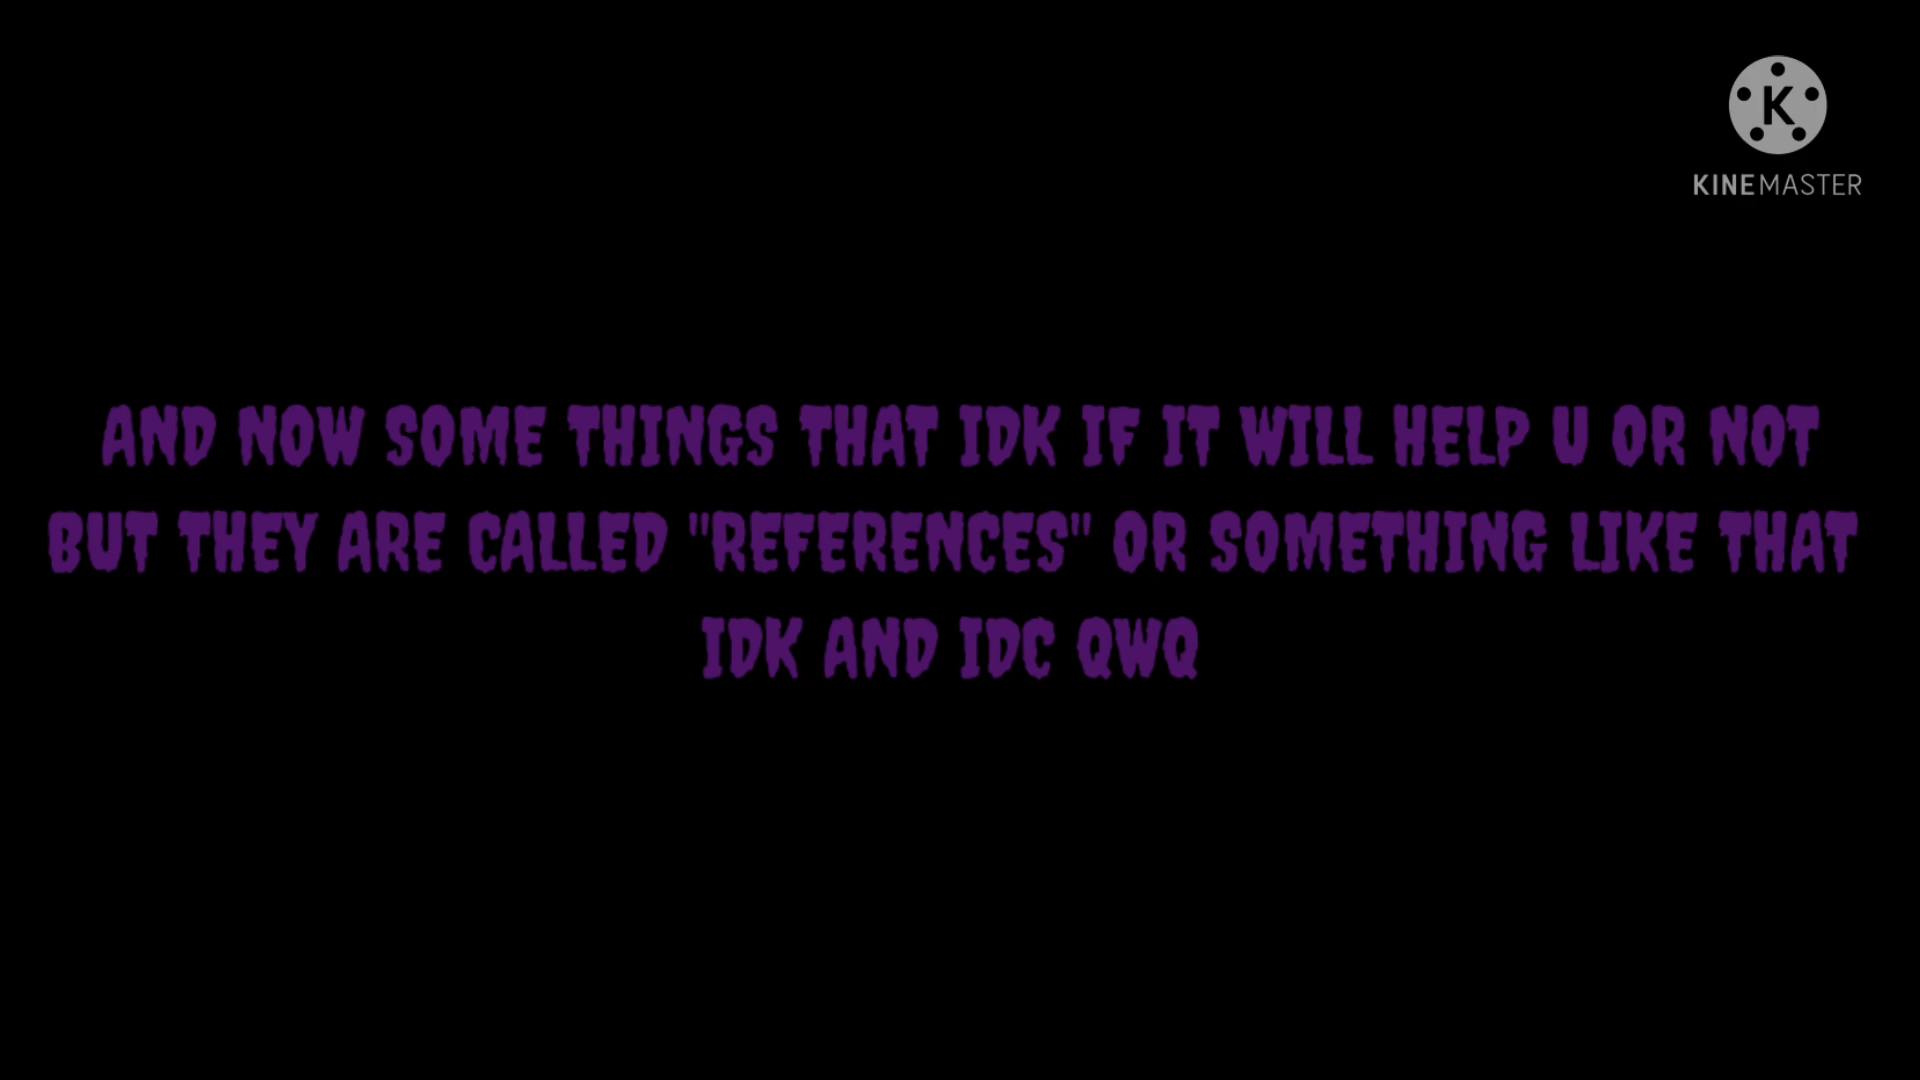 K
KINEMASTER
AND NOW SOME THINGS THAT IDK IF IT WILL HELP U OR NOT
BUT THEY ARE CALLED "REFERENCES" OR SOMETHING LIKE THAT
IDK AND IDC QWQ